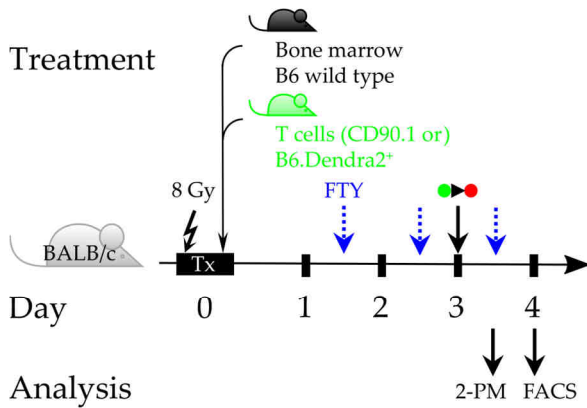 Treatment
Bone marrow
B6 wild type
T cells (CD90.1 or)
B6.Dendra2⁺
8 Gy
FTY
BALB/c
Tx
Day 0 1 2 3 4
2-PM FACS
Analysis